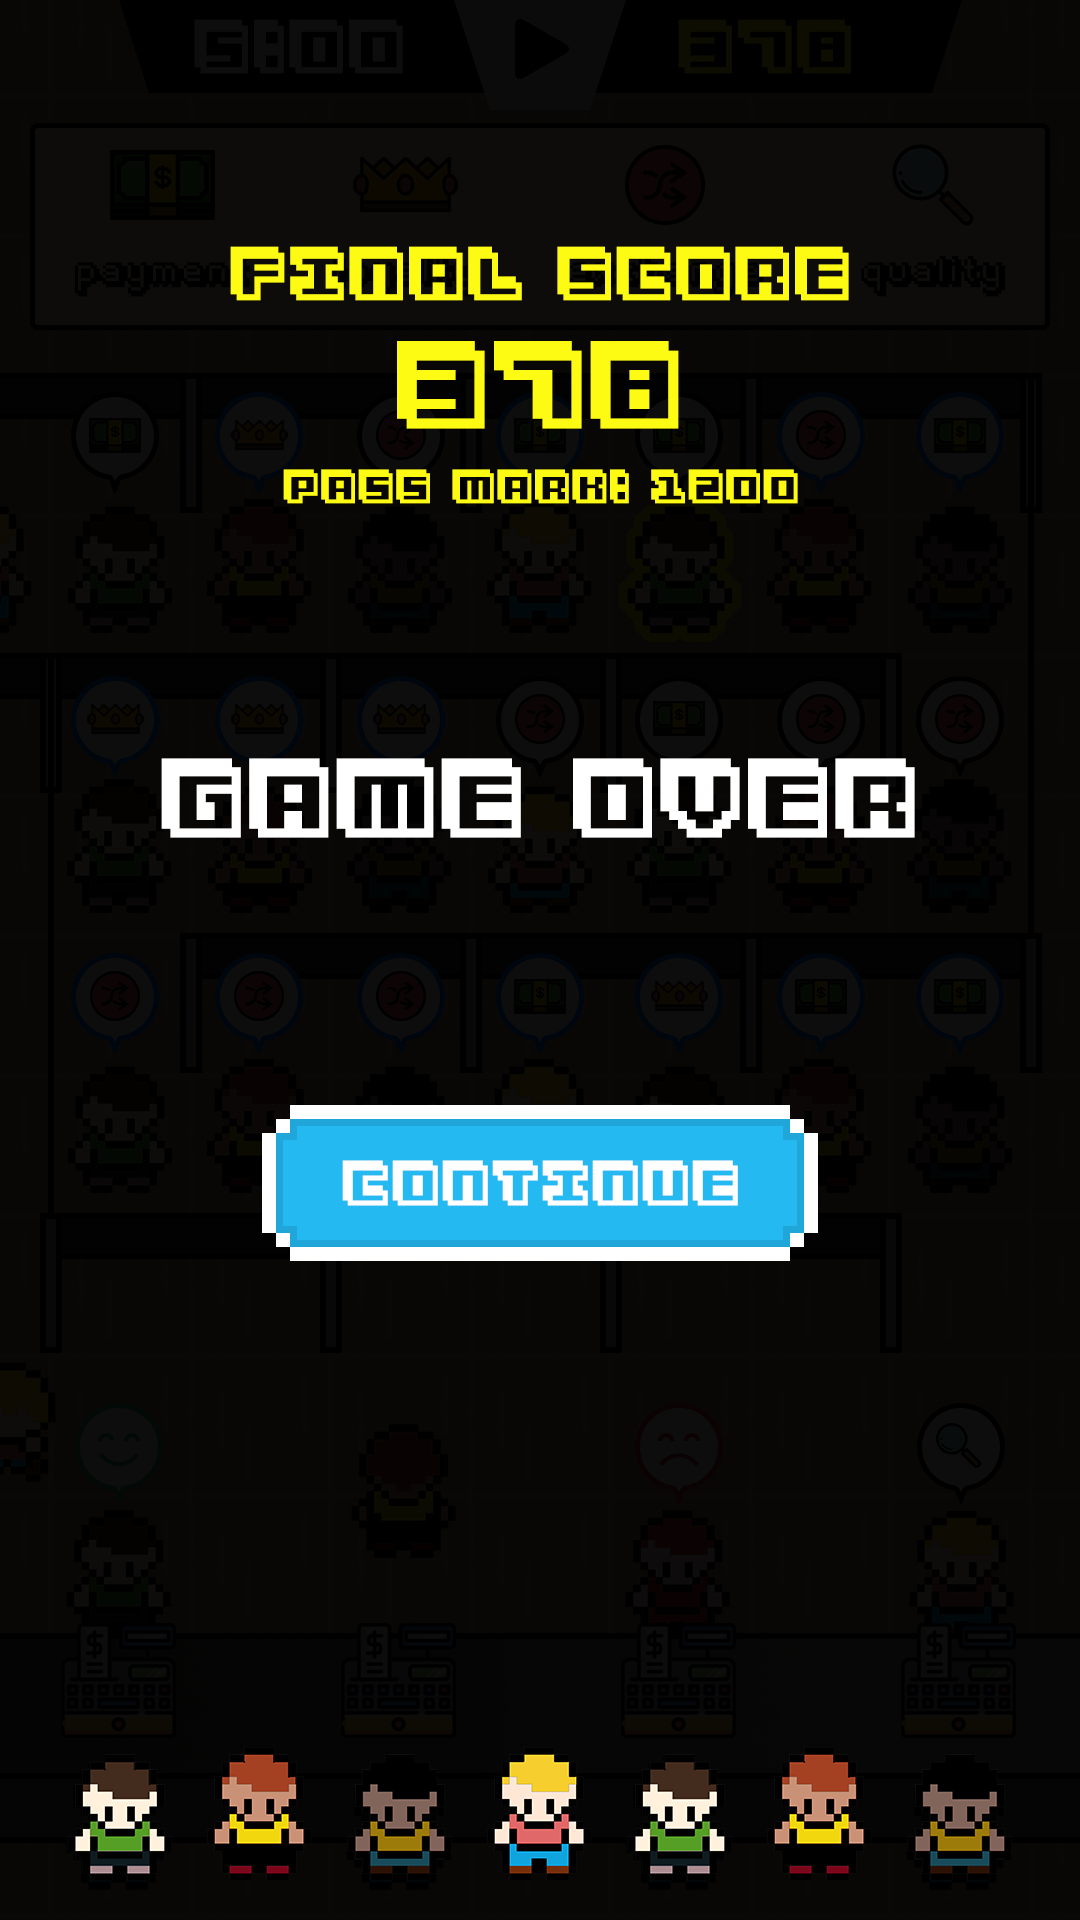 5:00 378
payment quality
FINAL SCORE
378
PASS MARK: 1200
GAME OVER
CONTINUE